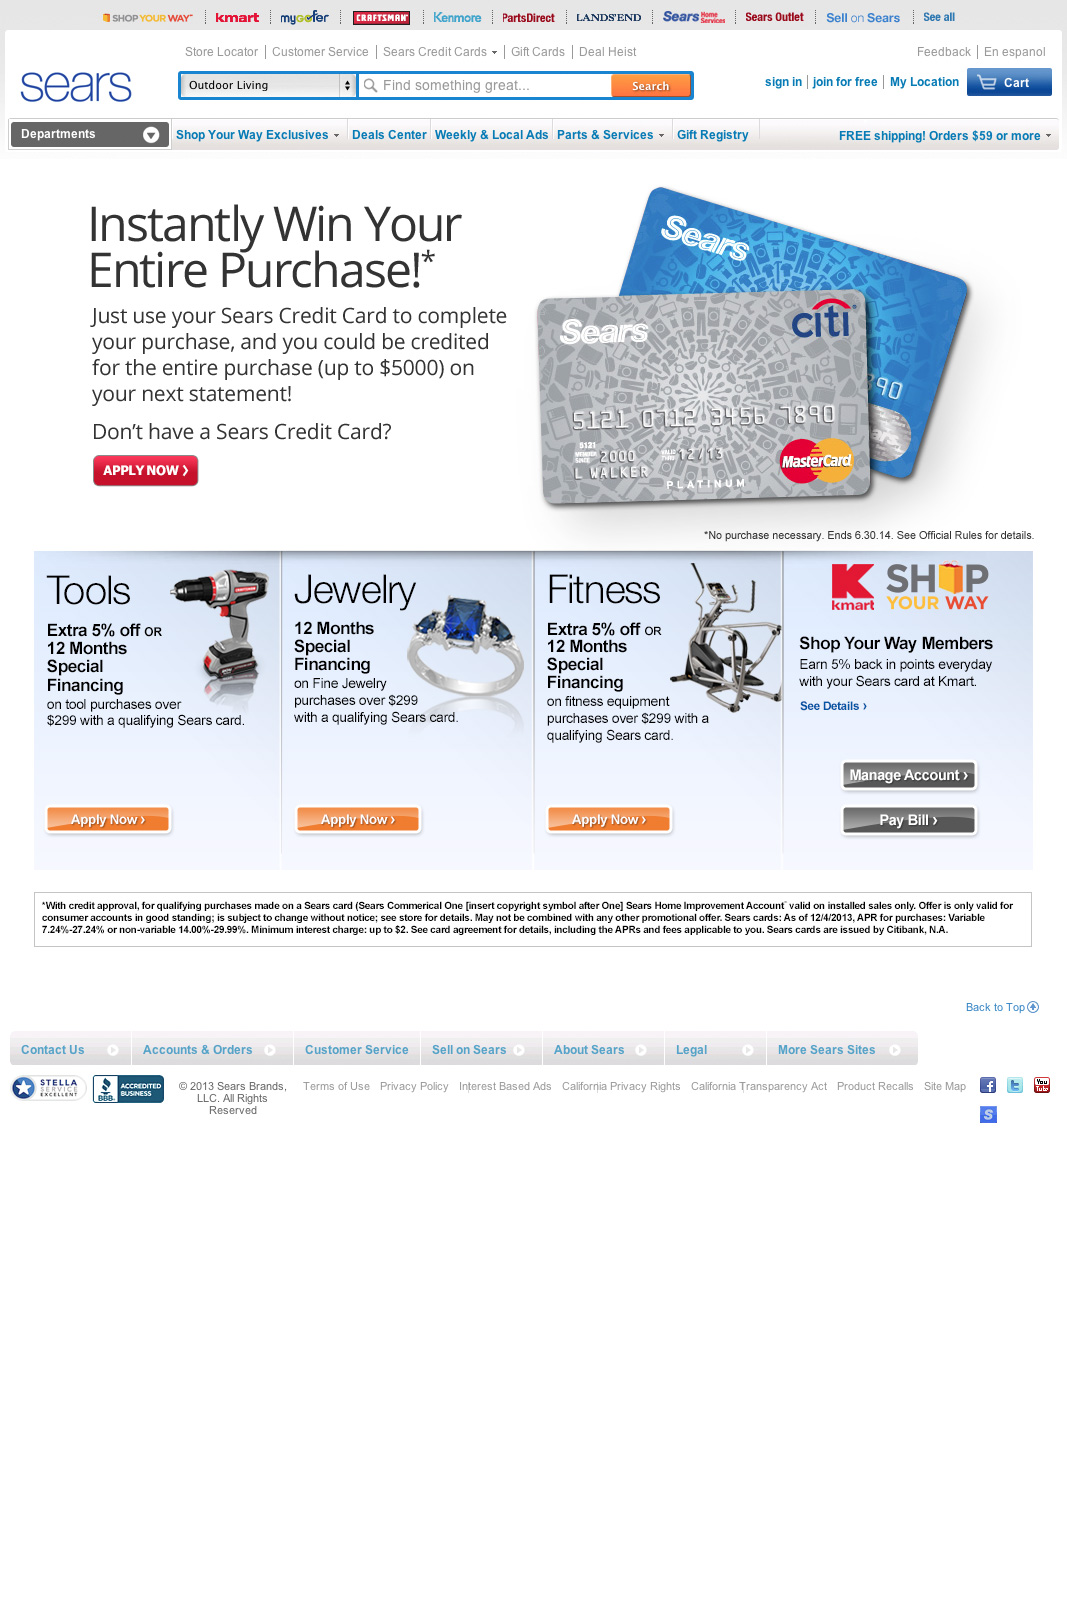 SHOP YOUR WAY kmart mygofer CRAFTSMAN Kenmore PartsDirect LANDS'END Sears Home Services Sears Outlet Sell on Sears See all
Store Locator Customer Service Sears Credit Cards Gift Cards Deal Heist Feedback En espanol
sears
Outdoor Living Find something great... Search sign in join for free My Location Cart
Departments Shop Your Way Exclusives Deals Center Weekly & Local Ads Parts & Services Gift Registry FREE shipping! Orders $59 or more
Instantly Win Your
Entire Purchase!*
Just use your Sears Credit Card to complete
your purchase, and you could be credited
for the entire purchase (up to $5000) on
your next statement!
Don't have a Sears Credit Card?
APPLY NOW ›
Sears
Sears
citi
890
5121 0712 3456 7890
5121
MEMBER SINCE 2000 VALID THRU 12/13
L WALKER
PLATINUM
MasterCard
ears
*No purchase necessary. Ends 6.30.14. See Official Rules for details.
Tools
Extra 5% off OR
12 Months
Special
Financing
on tool purchases over
$299 with a qualifying Sears card.
Apply Now ›
Jewelry
12 Months
Special
Financing
on Fine Jewelry
purchases over $299
with a qualifying Sears card.
Apply Now ›
Fitness
Extra 5% off OR
12 Months
Special
Financing
on fitness equipment
purchases over $299 with a
qualifying Sears card.
Apply Now ›
K kmart SHOP YOUR WAY
Shop Your Way Members
Earn 5% back in points everyday
with your Sears card at Kmart.
See Details ›
Manage Account ›
Pay Bill ›
*With credit approval, for qualifying purchases made on a Sears card (Sears Commerical One [insert copyright symbol after One] Sears Home Improvement Account valid on installed sales only. Offer is only valid for
consumer accounts in good standing; is subject to change without notice; see store for details. May not be combined with any other promotional offer. Sears cards: As of 12/4/2013, APR for purchases: Variable
7.24%-27.24% or non-variable 14.00%-29.99%. Minimum interest charge: up to $2. See card agreement for details, including the APRs and fees applicable to you. Sears cards are issued by Citibank, N.A.
Back to Top
Contact Us Accounts & Orders Customer Service Sell on Sears About Sears Legal More Sears Sites
STELLA SERVICE EXCELLENT
BBB. ACCREDITED BUSINESS
© 2013 Sears Brands,
LLC. All Rights
Reserved
Terms of Use Privacy Policy Interest Based Ads California Privacy Rights California Transparency Act Product Recalls Site Map
f t You Tube
S